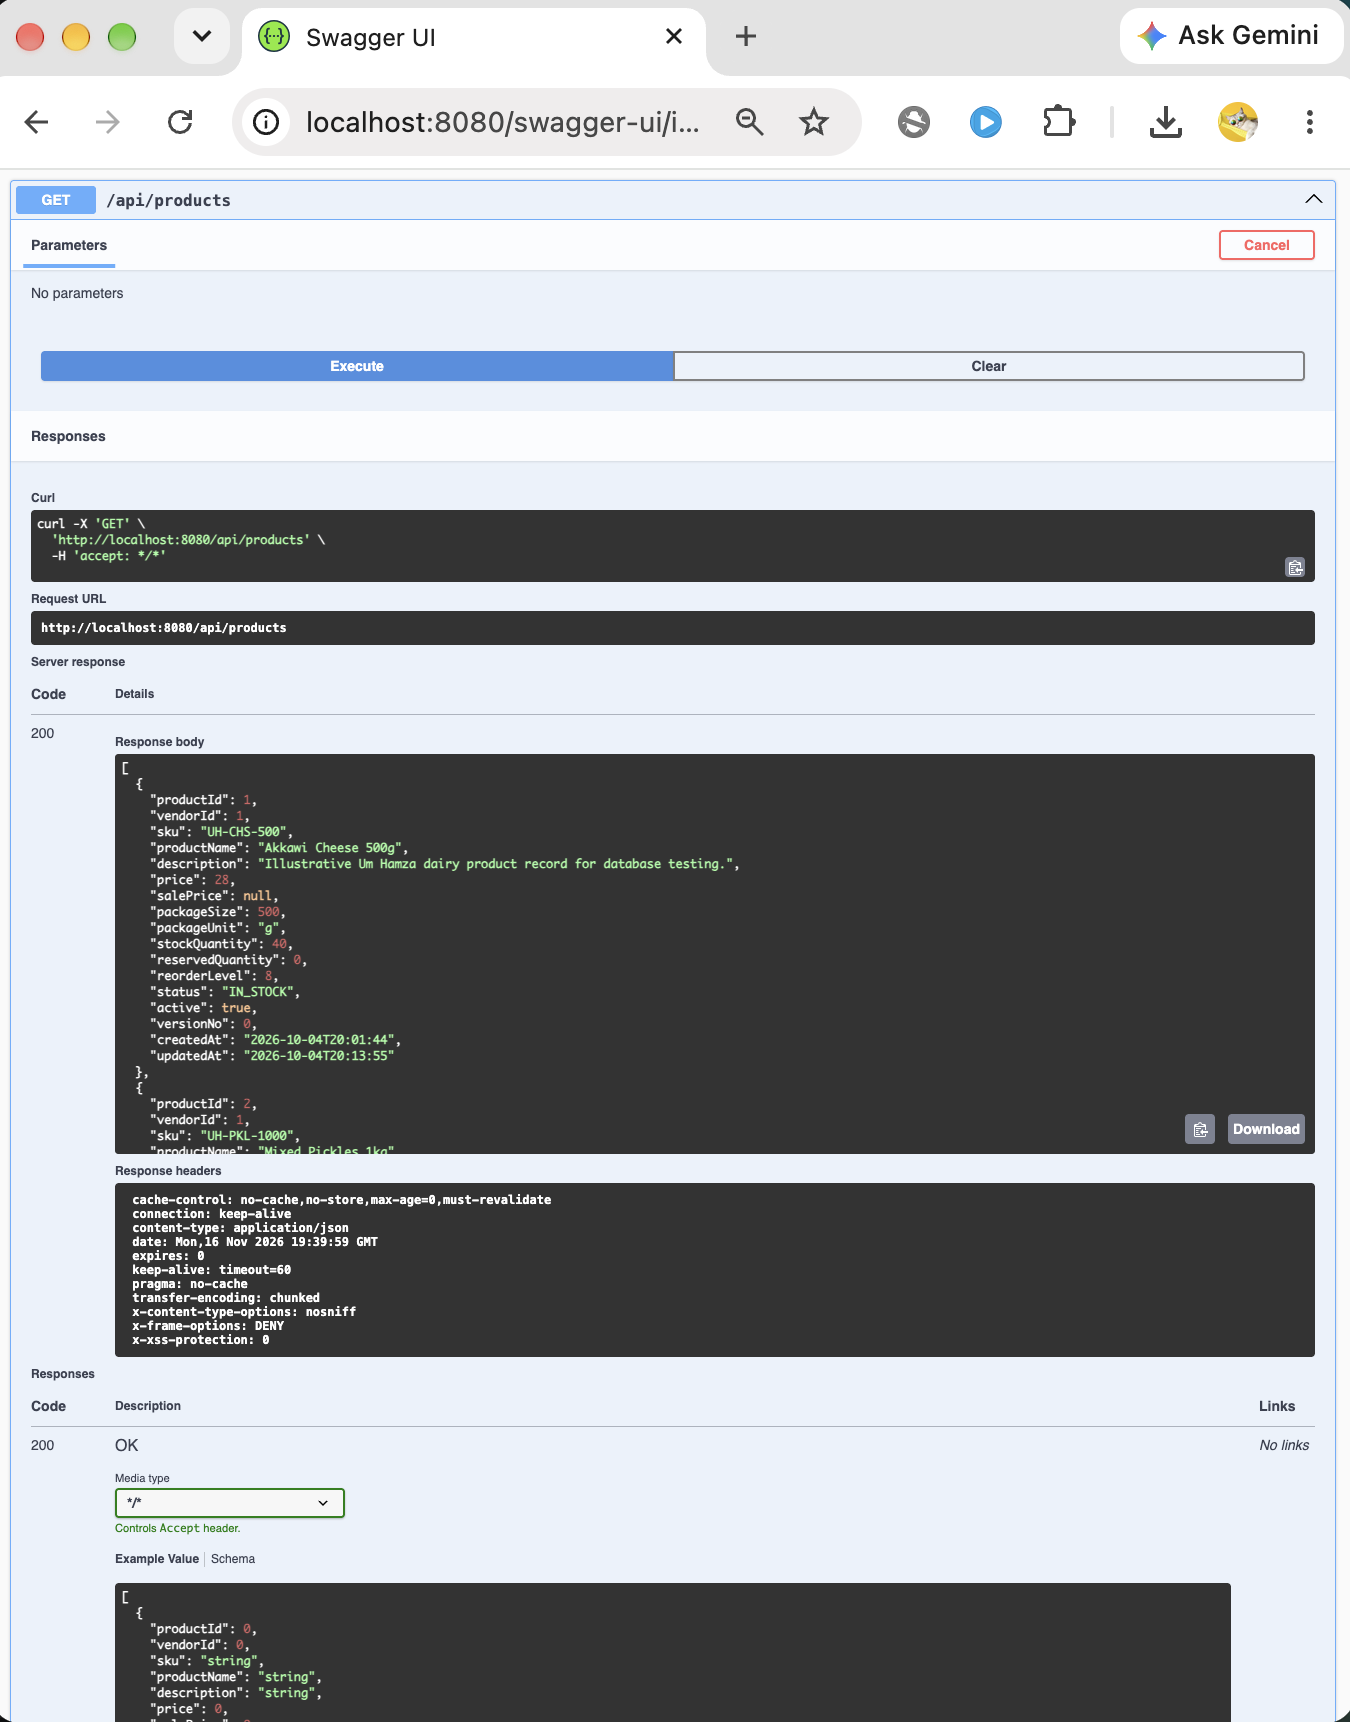 Swagger UI
Ask Gemini
localhost:8080/swagger-ui/i...
GET /api/products
Parameters
Cancel
No parameters
Execute
Clear
Responses
Curl
curl -X 'GET' \
'http://localhost:8080/api/products' \
-H 'accept: */*'
Request URL
http://localhost:8080/api/products
Server response
Code Details
200
Response body
[
{
"productId": 1,
"vendorId": 1,
"sku": "UH-CHS-500",
"productName": "Akkawi Cheese 500g",
"description": "Illustrative Um Hamza dairy product record for database testing.",
"price": 28,
"salePrice": null,
"packageSize": 500,
"packageUnit": "g",
"stockQuantity": 40,
"reservedQuantity": 0,
"reorderLevel": 8,
"status": "IN_STOCK",
"active": true,
"versionNo": 0,
"createdAt": "2026-10-04T20:01:44",
"updatedAt": "2026-10-04T20:13:55"
},
{
"productId": 2,
"vendorId": 1,
"sku": "UH-PKL-1000",
"productName": "Mixed Pickles 1kg"
Download
Response headers
cache-control: no-cache,no-store,max-age=0,must-revalidate
connection: keep-alive
content-type: application/json
date: Mon,16 Nov 2026 19:39:59 GMT
expires: 0
keep-alive: timeout=60
pragma: no-cache
transfer-encoding: chunked
x-content-type-options: nosniff
x-frame-options: DENY
x-xss-protection: 0
Responses
Code Description Links
200 OK No links
Media type
*/*
Controls Accept header.
Example Value Schema
[
{
"productId": 0,
"vendorId": 0,
"sku": "string",
"productName": "string",
"description": "string",
"price": 0,